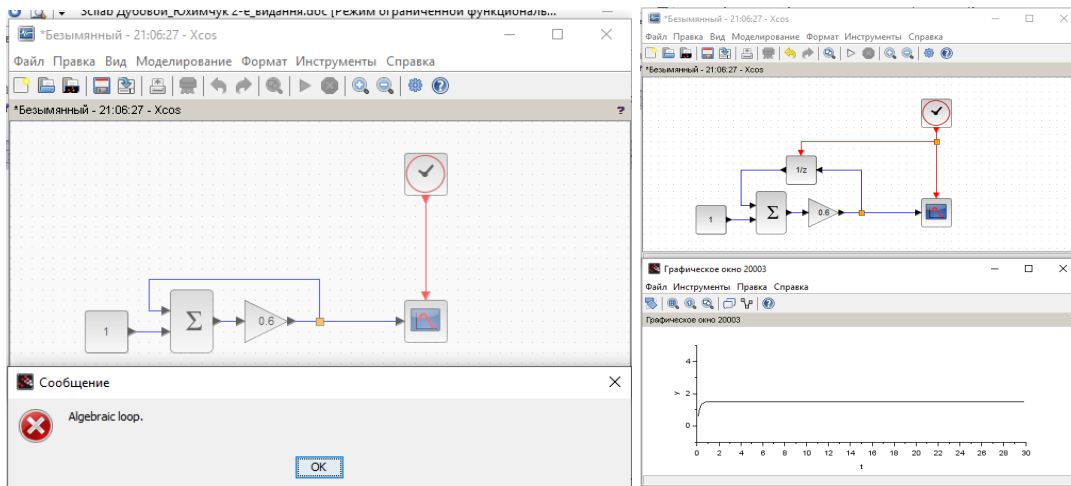 Scilab Дубовой_Юхимчук 2-е_видання.doc [Режим ограниченной функциональ...
*Безымянный - 21:06:27 - Xcos
Файл Правка Вид Моделирование Формат Инструменты Справка
*Безымянный - 21:06:27 - Xcos
?
1
Σ
0.6
Сообщение
Algebraic loop.
OK
*Безымянный - 21:06:27 - Xcos
Файл Правка Вид Моделирование Формат Инструменты Справка
*Безымянный - 21:06:27 - Xcos
1/z
1
Σ
0.6
Графическое окно 20003
Файл Инструменты Правка Справка
Графическое окно 20003
4
y
2
0
0 2 4 6 8 10 12 14 16 18 20 22 24 26 28 30
t